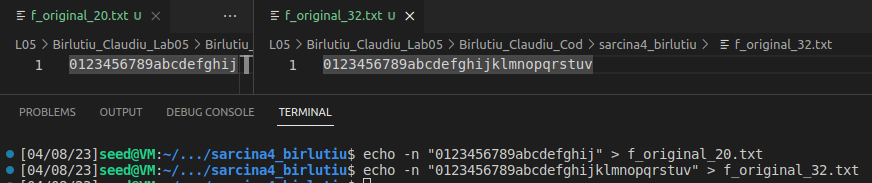 f_original_20.txt U ... f_original_32.txt U ×
L05 > Birlutiu_Claudiu_Lab05 > Birlutiu_ L05 > Birlutiu_Claudiu_Lab05 > Birlutiu_Claudiu_Cod > sarcina4_birlutiu > f_original_32.txt
1 0123456789abcdefghij 1 0123456789abcdefghijklmnopqrstuv
PROBLEMS OUTPUT DEBUG CONSOLE TERMINAL
[04/08/23]seed@VM:~/.../sarcina4_birlutiu$ echo -n "0123456789abcdefghij" > f_original_20.txt
[04/08/23]seed@VM:~/.../sarcina4_birlutiu$ echo -n "0123456789abcdefghijklmnopqrstuv" > f_original_32.txt